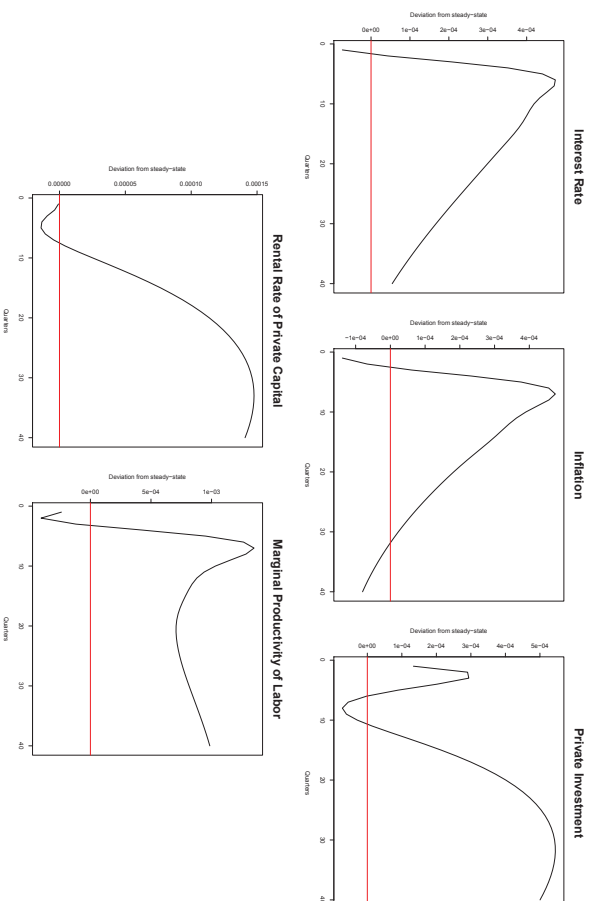 Interest Rate
Deviation from steady−state
0e+00 1e−04 2e−04 3e−04 4e−04
0 10 20 30 40
Quarters
Inflation
Deviation from steady−state
−1e−04 0e+00 1e−04 2e−04 3e−04 4e−04
0 10 20 30 40
Quarters
Private Investment
Deviation from steady−state
0e+00 1e−04 2e−04 3e−04 4e−04 5e−04
0 10 20 30 40
Quarters
Rental Rate of Private Capital
Deviation from steady−state
0.00000 0.00005 0.00010 0.00015
0 10 20 30 40
Quarters
Marginal Productivity of Labor
Deviation from steady−state
0e+00 5e−04 1e−03
0 10 20 30 40
Quarters